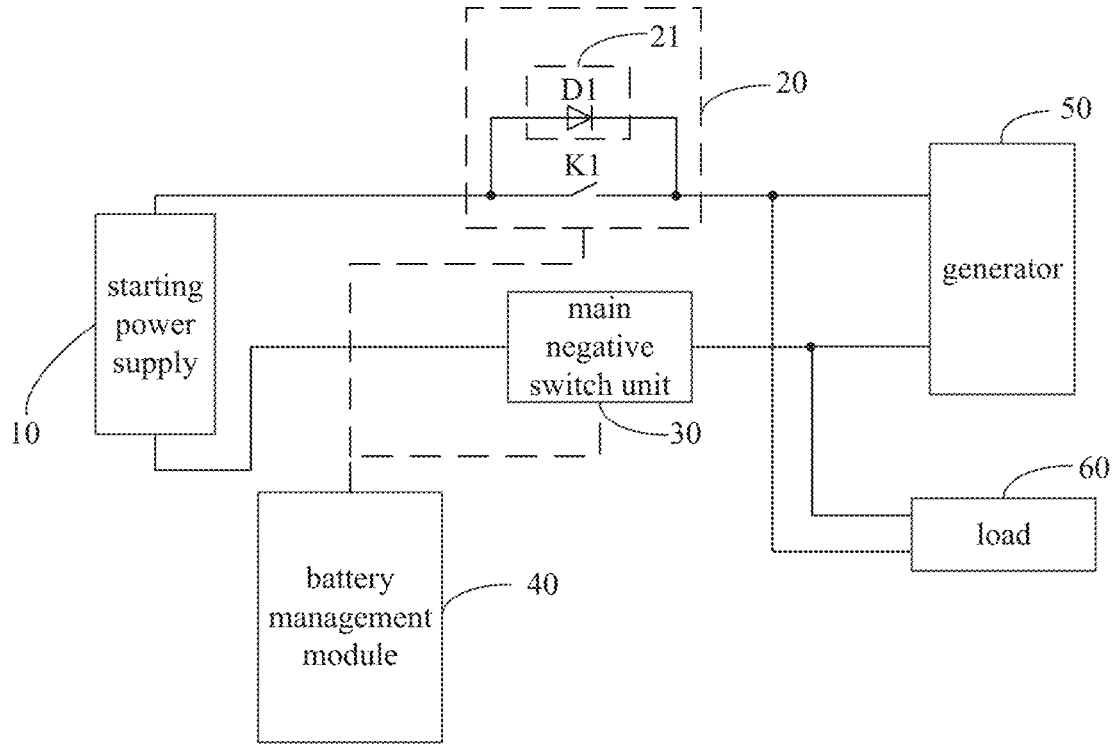 21
D1
20
K1
50
starting
power
supply
generator
main
negative
switch unit
10
30
60
load
battery
management
module
40